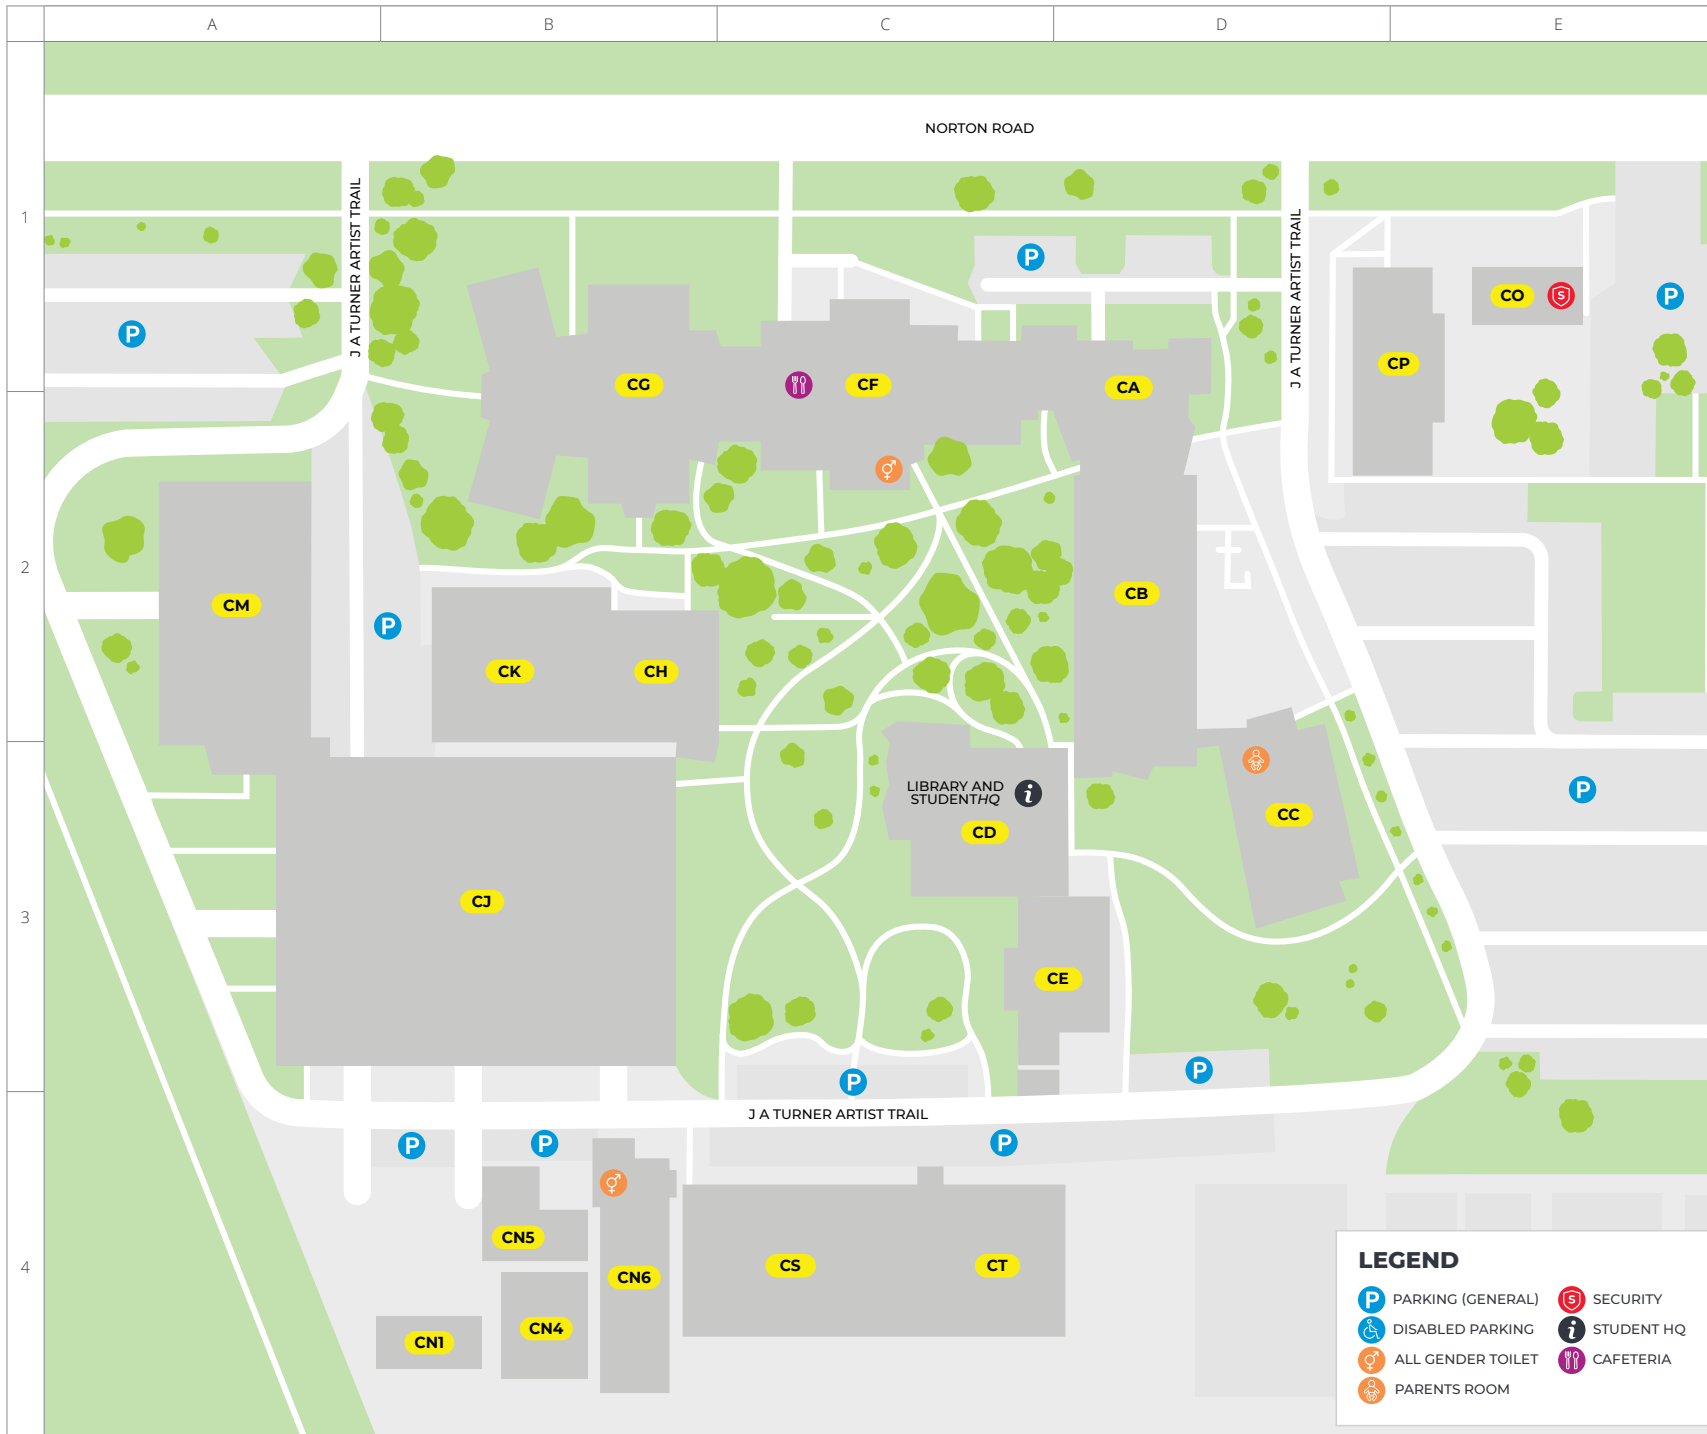 A B C D E
NORTON ROAD
1
J A TURNER ARTIST TRAIL
J A TURNER ARTIST TRAIL
P
CO S P
P
CP
CG CF CA
2
CM
CB
P
CK CH
P
LIBRARY AND
STUDENTHQ
i
CC
CD
3
CJ
CE
P
P
J A TURNER ARTIST TRAIL
P
P
P
CN5
4
CS CT
CN6
CN4
CN1
LEGEND
P PARKING (GENERAL)
DISABLED PARKING
ALL GENDER TOILET
PARENTS ROOM
S SECURITY
i STUDENT HQ
CAFETERIA